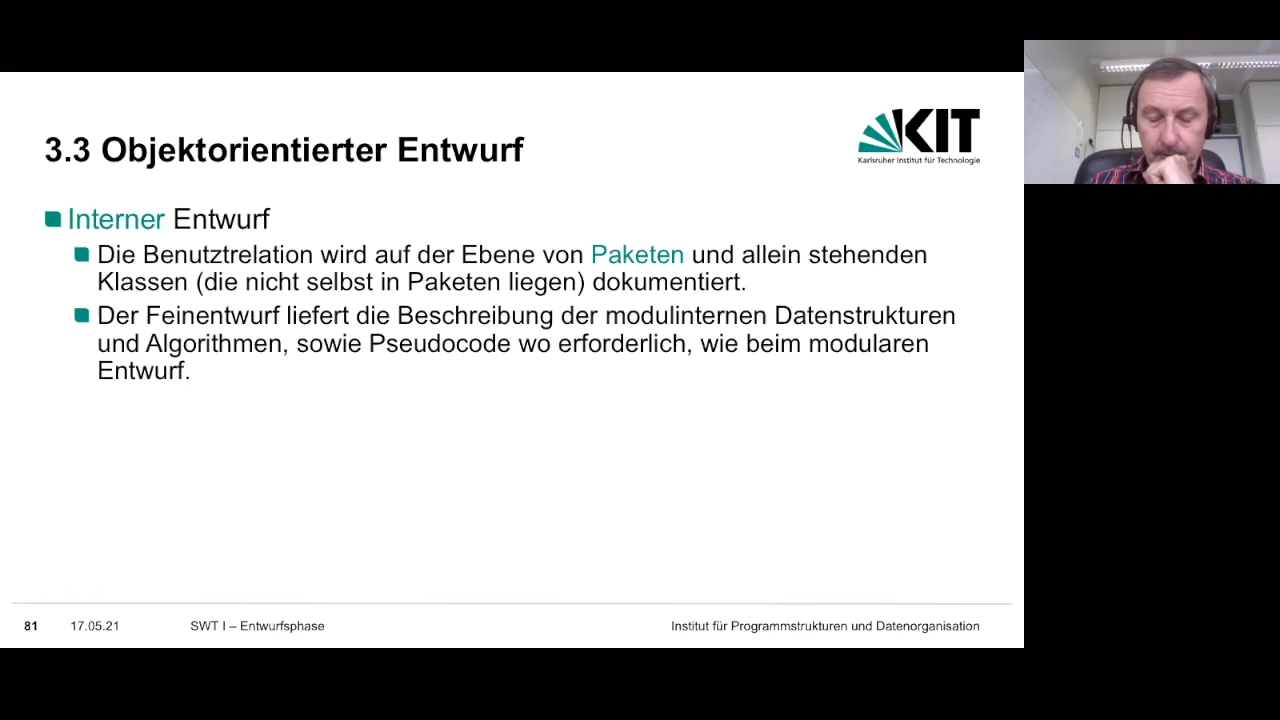 3.3 Objektorientierter Entwurf
KIT
Karlsruher Institut für Technologie
Interner Entwurf
Die Benutztrelation wird auf der Ebene von Paketen und allein stehenden
Klassen (die nicht selbst in Paketen liegen) dokumentiert.
Der Feinentwurf liefert die Beschreibung der modulinternen Datenstrukturen
und Algorithmen, sowie Pseudocode wo erforderlich, wie beim modularen
Entwurf.
81 17.05.21 SWT I – Entwurfsphase Institut für Programmstrukturen und Datenorganisation